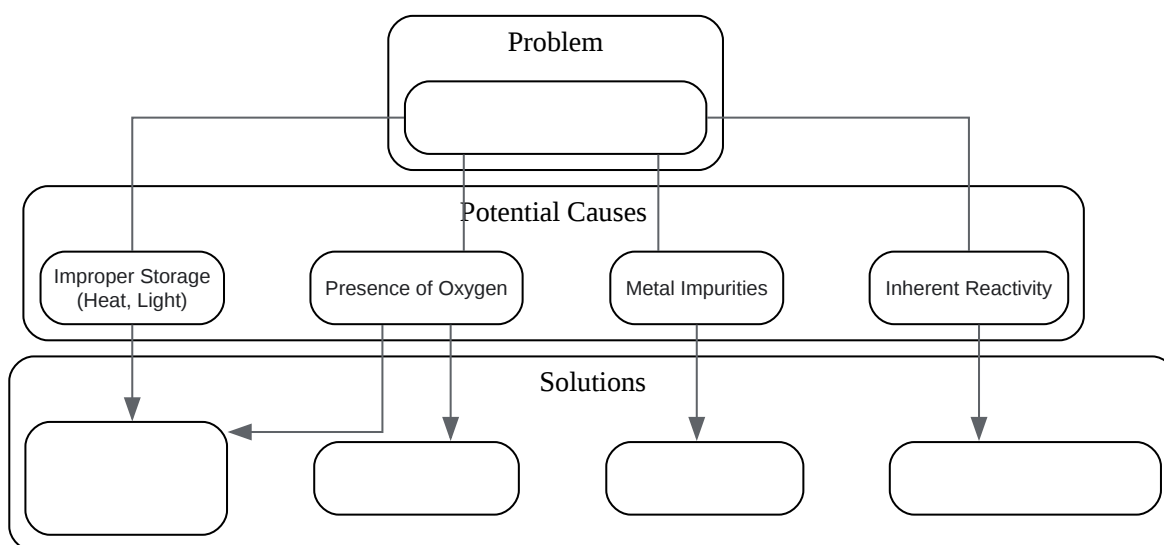 Problem
Potential Causes
Improper Storage
(Heat, Light)
Presence of Oxygen
Metal Impurities
Inherent Reactivity
Solutions